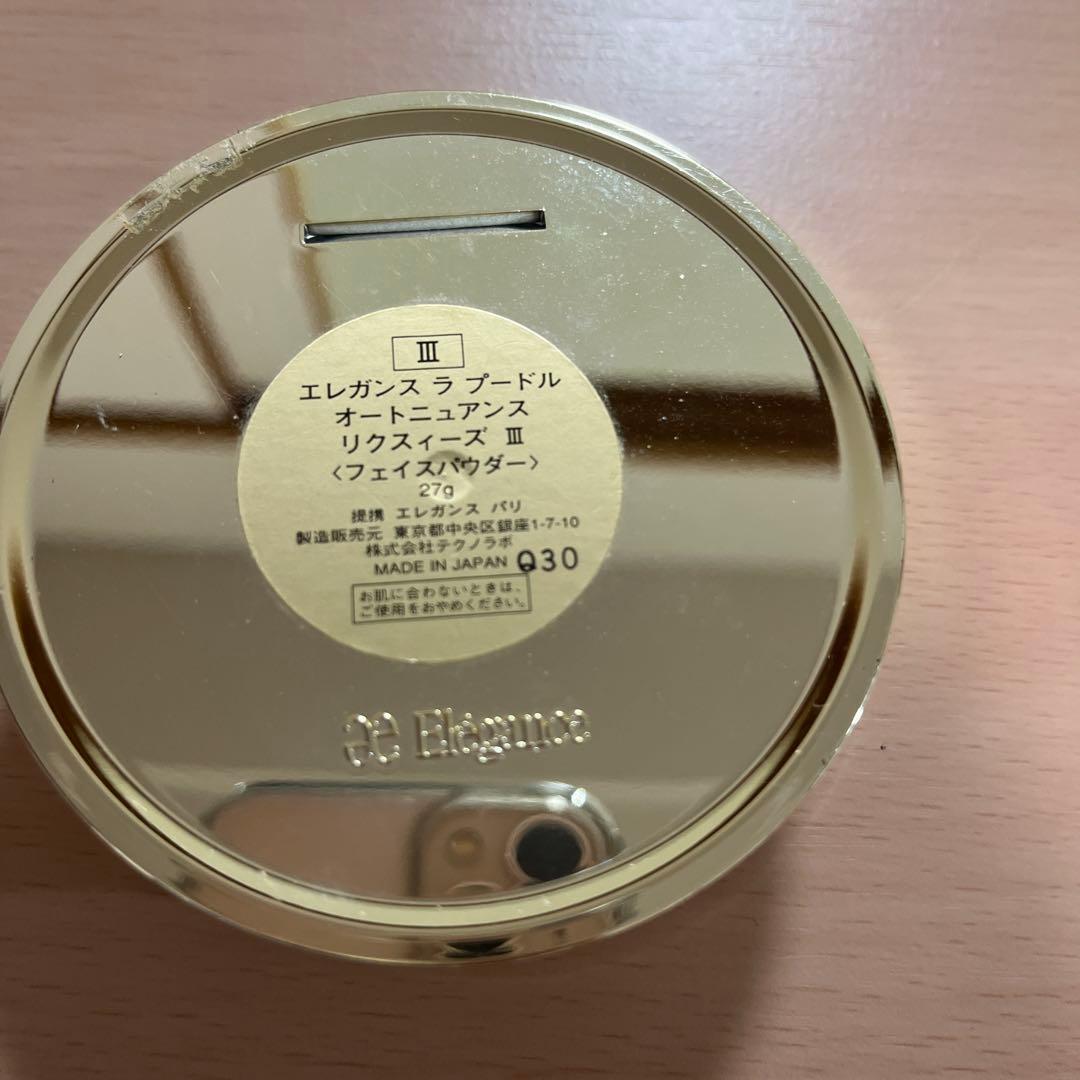 III
エレガンス ラ プードル
オートニュアンス
リクスィーズ III
〈フェイスパウダー〉
27g
提携 エレガンス パリ
製造販売元 東京都中央区銀座1-7-10
株式会社テクノラボ
MADE IN JAPAN Q30
お肌に合わないときは、
ご使用をおやめください。
æ Elégance